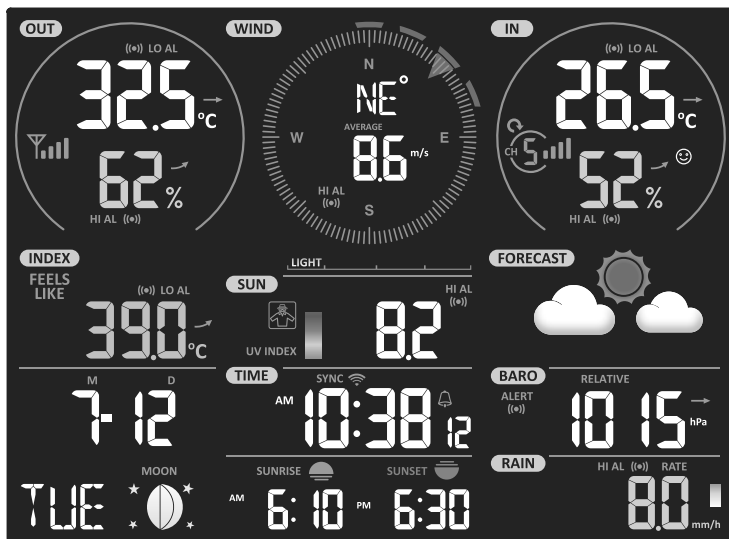 OUT
((•)) LO AL
32.5 °C
62 %
HI AL ((•))
WIND
N
NE°
W
E
AVERAGE
8.6 m/s
HI AL
((•))
S
IN
((•)) LO AL
26.5 °C
CH 5
52 %
HI AL ((•))
INDEX
FEELS
LIKE
((•)) LO AL
39.0 °C
LIGHT
SUN
HI AL
((•))
UV INDEX
8.2
FORECAST
M D
7-12
TUE
MOON
TIME
SYNC
AM 10:38 12
SUNRISE
AM 6:10
SUNSET
PM 6:30
BARO
RELATIVE
ALERT
((•))
1015 hPa
RAIN
HI AL ((•)) RATE
8.0 mm/h